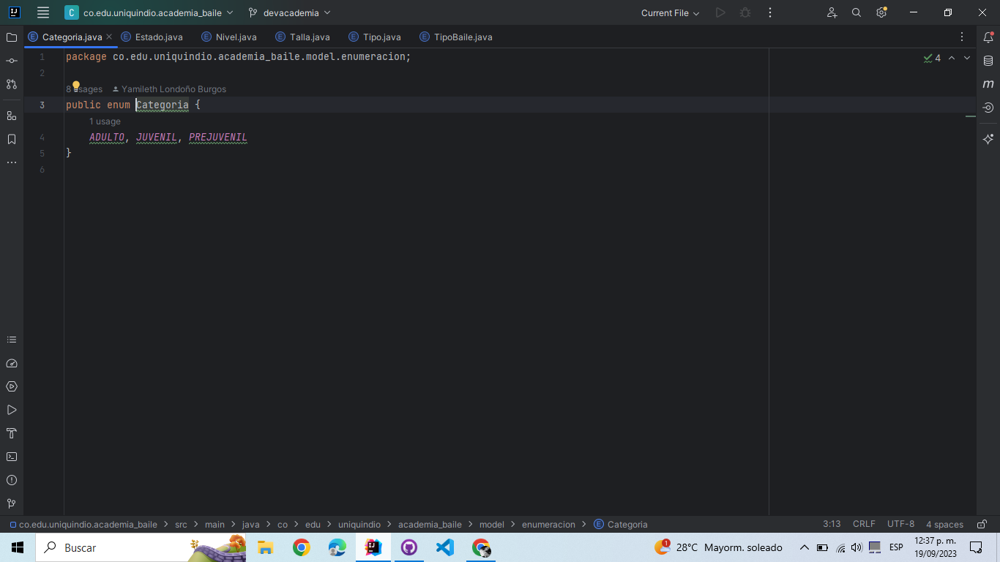 co.edu.uniquindio.academia_baile devacademia Current File
Categoria.java Estado.java Nivel.java Talla.java Tipo.java TipoBaile.java
1 package co.edu.uniquindio.academia_baile.model.enumeracion; 4
2
8 usages Yamileth Londoño Burgos
3 public enum Categoria {
1 usage
4 ADULTO, JUVENIL, PREJUVENIL
5 }
6
co.edu.uniquindio.academia_baile > src > main > java > co > edu > uniquindio > academia_baile > model > enumeracion > Categoria 3:13 CRLF UTF-8 4 spaces
Buscar 1 28°C Mayorm. soleado ESP 12:37 p. m.
19/09/2023